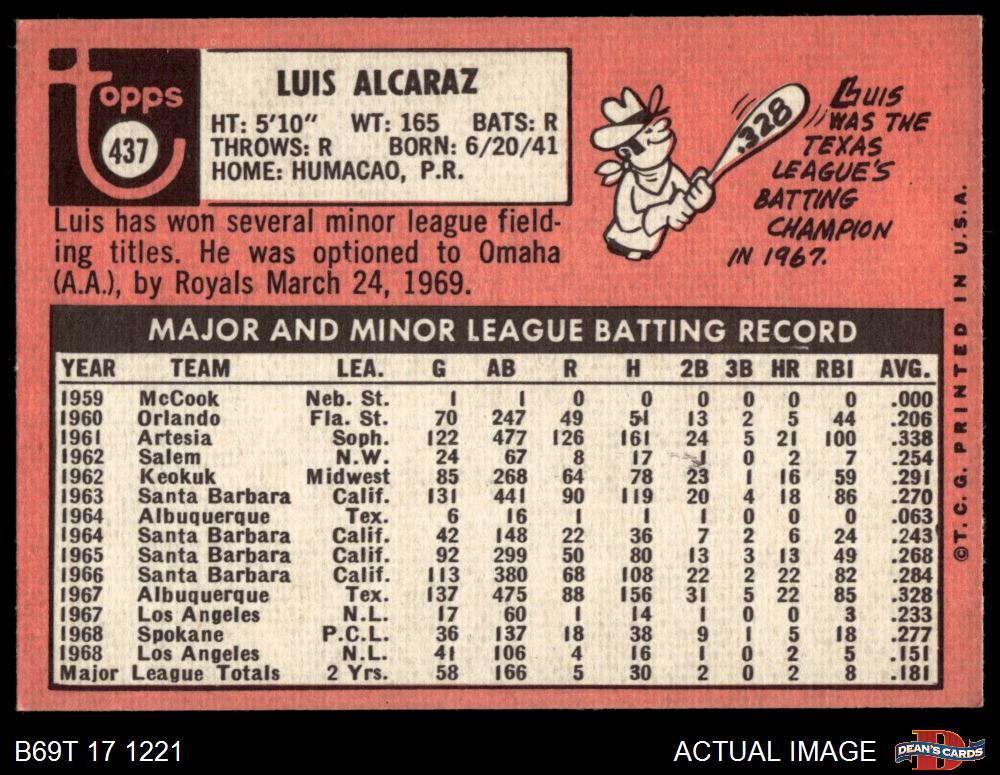 topps
437
LUIS ALCARAZ
HT: 5'10" WT: 165 BATS: R
THROWS: R BORN: 6/20/41
HOME: HUMACAO, P.R.
Luis has won several minor league field-
ing titles. He was optioned to Omaha
(A.A.), by Royals March 24, 1969.
.328
LUIS
WAS THE
TEXAS
LEAGUE'S
BATTING
CHAMPION
IN 1967.
MAJOR AND MINOR LEAGUE BATTING RECORD
YEAR TEAM LEA. G AB R H 2B 3B HR RBI AVG.
1959 McCook Neb. St. 1 1 0 0 0 0 0 0 .000
1960 Orlando Fla. St. 70 247 49 51 13 2 5 44 .206
1961 Artesia Soph. 122 477 126 161 24 5 21 100 .338
1962 Salem N.W. 24 67 8 17 1 0 2 7 .254
1962 Keokuk Midwest 85 268 64 78 23 1 16 59 .291
1963 Santa Barbara Calif. 131 441 90 119 20 4 18 86 .270
1964 Albuquerque Tex. 6 16 1 1 1 0 0 0 .063
1964 Santa Barbara Calif. 42 148 22 36 7 2 6 24 .243
1965 Santa Barbara Calif. 92 299 50 80 13 3 13 49 .268
1966 Santa Barbara Calif. 113 380 68 108 22 2 22 82 .284
1967 Albuquerque Tex. 137 475 88 156 31 5 22 85 .328
1967 Los Angeles N.L. 17 60 1 14 1 0 0 3 .233
1968 Spokane P.C.L. 36 137 18 38 9 1 5 18 .277
1968 Los Angeles N.L. 41 106 4 16 1 0 2 5 .151
Major League Totals 2 Yrs. 58 166 5 30 2 0 2 8 .181
©T.C.G. PRINTED IN U.S.A.
B69T 17 1221
ACTUAL IMAGE
DEAN'S CARDS